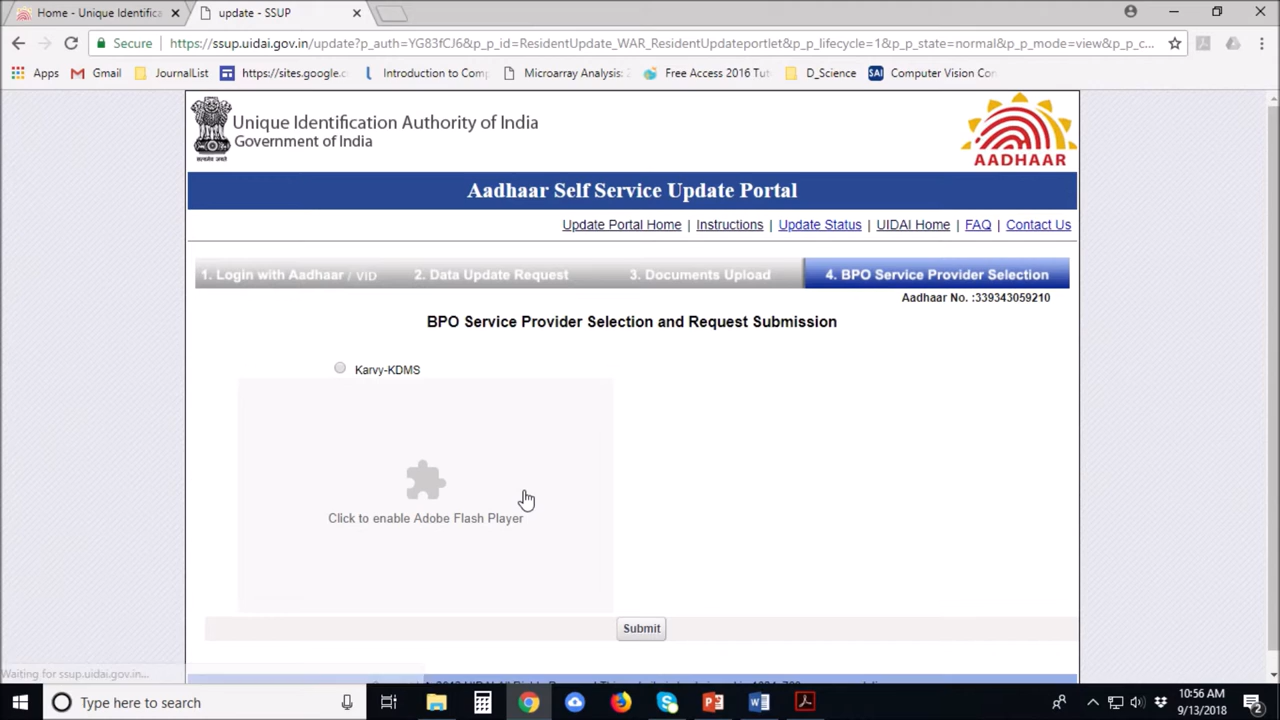 Home - Unique Identifica
update - SSUP
Secure
https://ssup.uidai.gov.in/update?p_auth=YG83fCJ6&p_p_id=ResidentUpdate_WAR_ResidentUpdateportlet&p_p_lifecycle=1&p_p_state=normal&p_p_mode=view&p_p_c...
Apps Gmail JournalList https://sites.google.c Introduction to Comp Microarray Analysis: Free Access 2016 Tut D_Science SAI Computer Vision Con
Unique Identification Authority of India
Government of India
AADHAAR
Aadhaar Self Service Update Portal
Update Portal Home | Instructions | Update Status | UIDAI Home | FAQ | Contact Us
1. Login with Aadhaar / VID 2. Data Update Request 3. Documents Upload 4. BPO Service Provider Selection
Aadhaar No. :339343059210
BPO Service Provider Selection and Request Submission
Karvy-KDMS
Click to enable Adobe Flash Player
Submit
Waiting for ssup.uidai.gov.in...
Type here to search
10:56 AM
9/13/2018
2